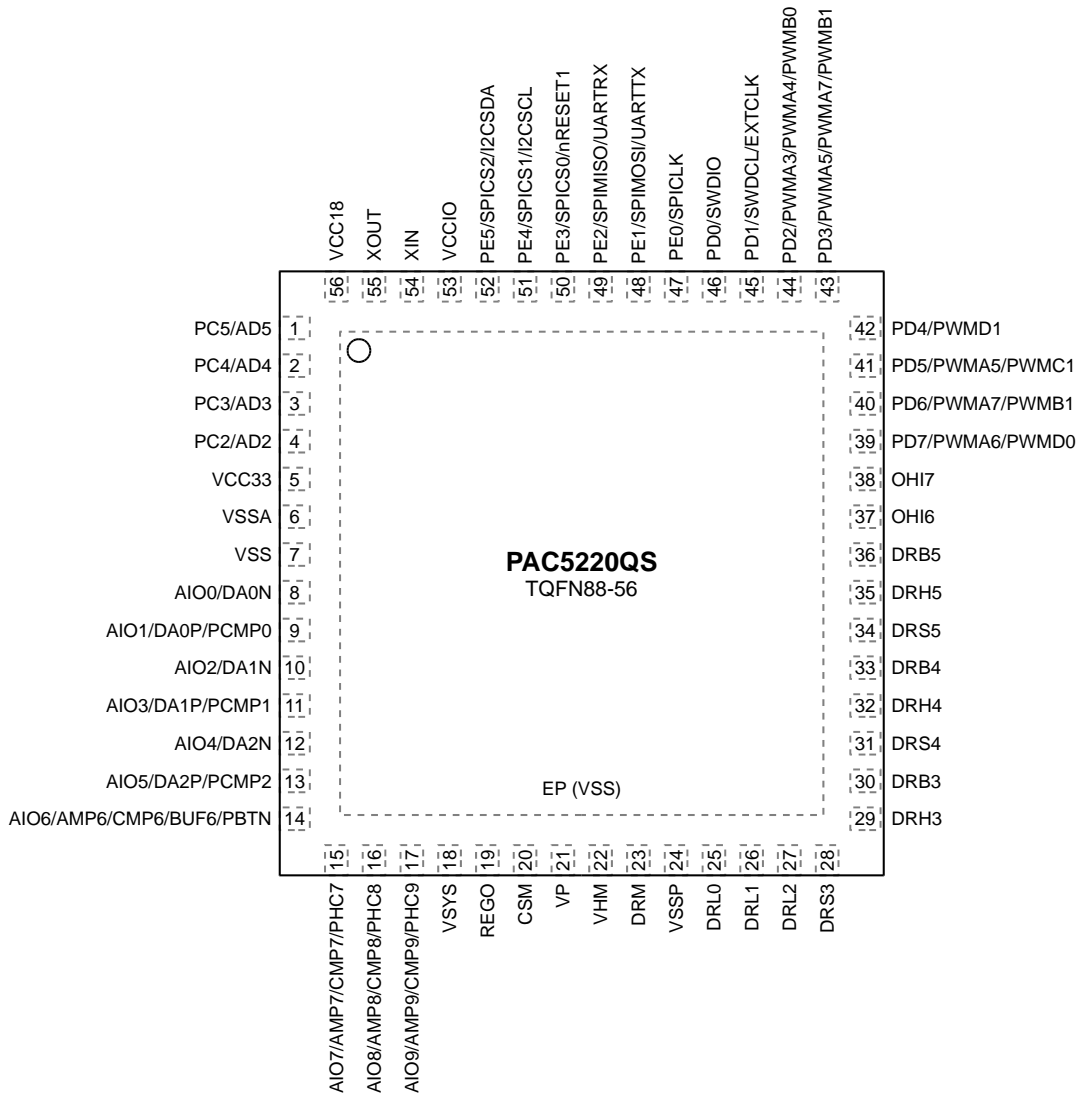 PD2/PWMA3/PWMA4/PWMB0
PD3/PWMA5/PWMA7/PWMB1
PE5/SPICS2/I2CSDA
PE4/SPICS1/I2CSCL
PE3/SPICS0/nRESET1
PE2/SPIMISO/UARTRX
PE1/SPIMOSI/UARTTX
PE0/SPICLK
PD0/SWDIO
PD1/SWDCL/EXTCLK
VCC18
XOUT
XIN
VCCIO
56 55 54 53 52 51 50 49 48 47 46 45 44 43
PC5/AD5 1
PC4/AD4 2
PC3/AD3 3
PC2/AD2 4
VCC33 5
VSSA 6
VSS 7
AIO0/DA0N 8
AIO1/DA0P/PCMP0 9
AIO2/DA1N 10
AIO3/DA1P/PCMP1 11
AIO4/DA2N 12
AIO5/DA2P/PCMP2 13
AIO6/AMP6/CMP6/BUF6/PBTN 14
PAC5220QS
TQFN88-56
EP (VSS)
42 PD4/PWMD1
41 PD5/PWMA5/PWMC1
40 PD6/PWMA7/PWMB1
39 PD7/PWMA6/PWMD0
38 OHI7
37 OHI6
36 DRB5
35 DRH5
34 DRS5
33 DRB4
32 DRH4
31 DRS4
30 DRB3
29 DRH3
15 16 17 18 19 20 21 22 23 24 25 26 27 28
AIO7/AMP7/CMP7/PHC7
AIO8/AMP8/CMP8/PHC8
AIO9/AMP9/CMP9/PHC9
VSYS
REGO
CSM
VP
VHM
DRM
VSSP
DRL0
DRL1
DRL2
DRS3